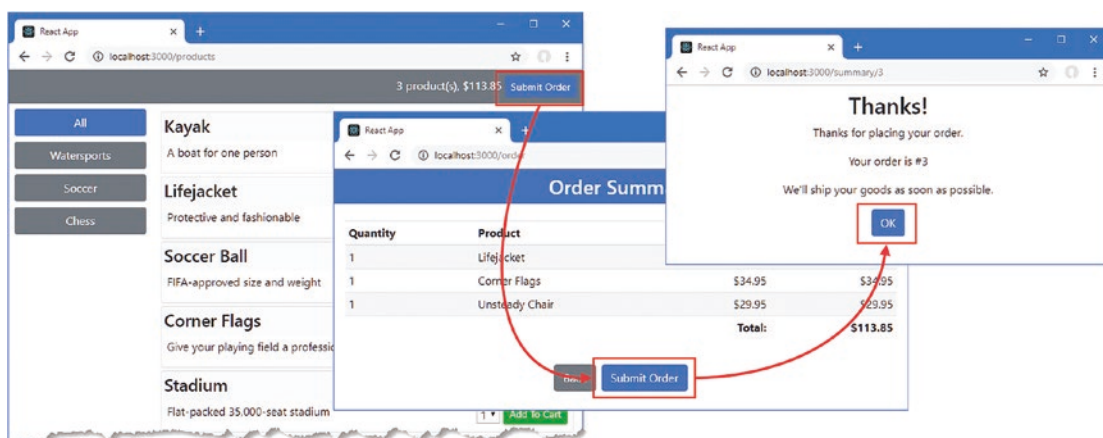 React App
localhost:3000/products
3 product(s), $113.85 Submit Order
All
Watersports
Soccer
Chess
Kayak
A boat for one person
Lifejacket
Protective and fashionable
Soccer Ball
FIFA-approved size and weight
Corner Flags
Give your playing field a
Stadium
Flat-packed 35,000-seat stadium
1 Add To Cart
React App
localhost:3000/order
Order
Quantity Product
1 Lifejacket
1 Corner Flags $34.95 $34.95
1 Unsteady Chair $29.95 $29.95
Total: $113.85
Submit Order
React App
localhost:3000/summary/3
Thanks!
Thanks for placing your order.
Your order is #3
We'll ship your goods as soon as possible.
OK